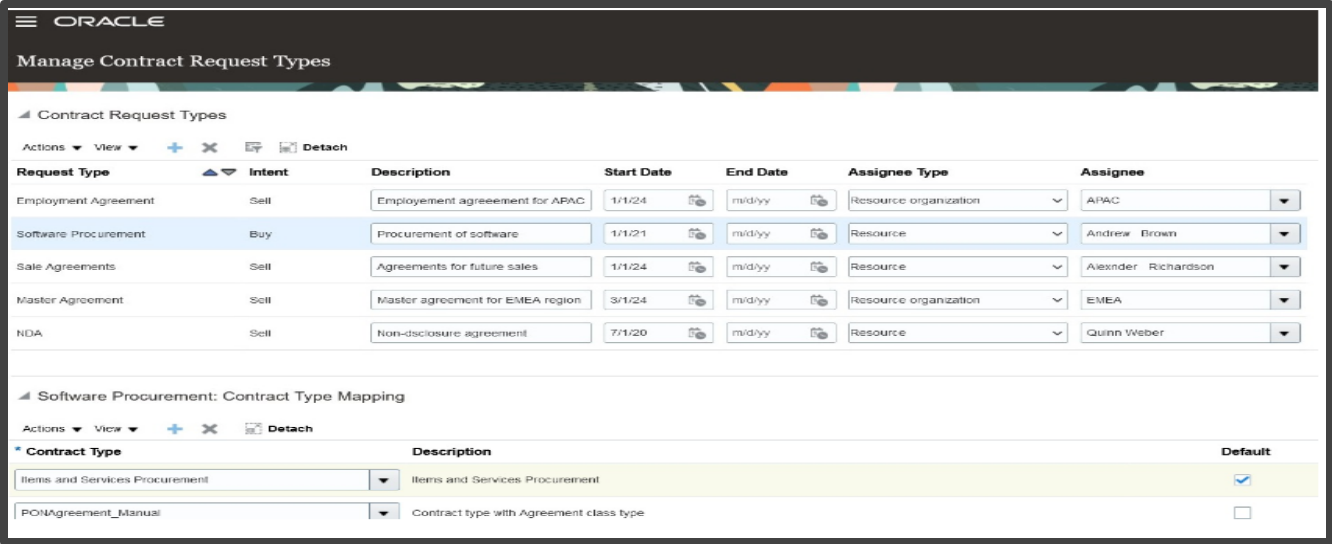 ORACLE
Manage Contract Request Types
Contract Request Types
Actions View Detach
Request Type Intent Description Start Date End Date Assignee Type Assignee
Employment Agreement Sell Employement agreeement for APAC 1/1/24 m/d/yy Resource organization APAC
Software Procurement Buy Procurement of software 1/1/21 m/d/yy Resource Andrew Brown
Sale Agreements Sell Agreements for future sales 1/1/24 m/d/yy Resource Alexnder Richardson
Master Agreement Sell Master agreement for EMEA region 3/1/24 m/d/yy Resource organization EMEA
NDA Sell Non-dsclosure agreement 7/1/20 m/d/yy Resource Quinn Weber
Software Procurement: Contract Type Mapping
Actions View Detach
* Contract Type Description Default
Items and Services Procurement Items and Services Procurement
PONAgreement_Manual Contract type with Agreement class type